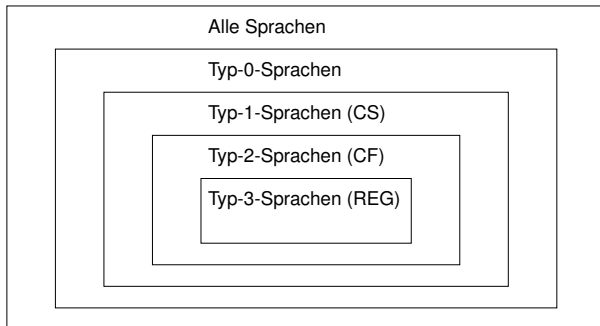 Alle Sprachen
Typ-0-Sprachen
Typ-1-Sprachen (CS)
Typ-2-Sprachen (CF)
Typ-3-Sprachen (REG)